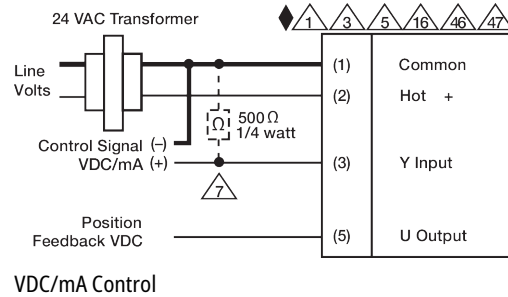 24 VAC Transformer
1 3 5 16 46 47
Line
Volts
(1) Common
(2) Hot +
Ω 500 Ω
1/4 watt
Control Signal (–)
VDC/mA (+)
(3) Y Input
7
Position
Feedback VDC
(5) U Output
VDC/mA Control